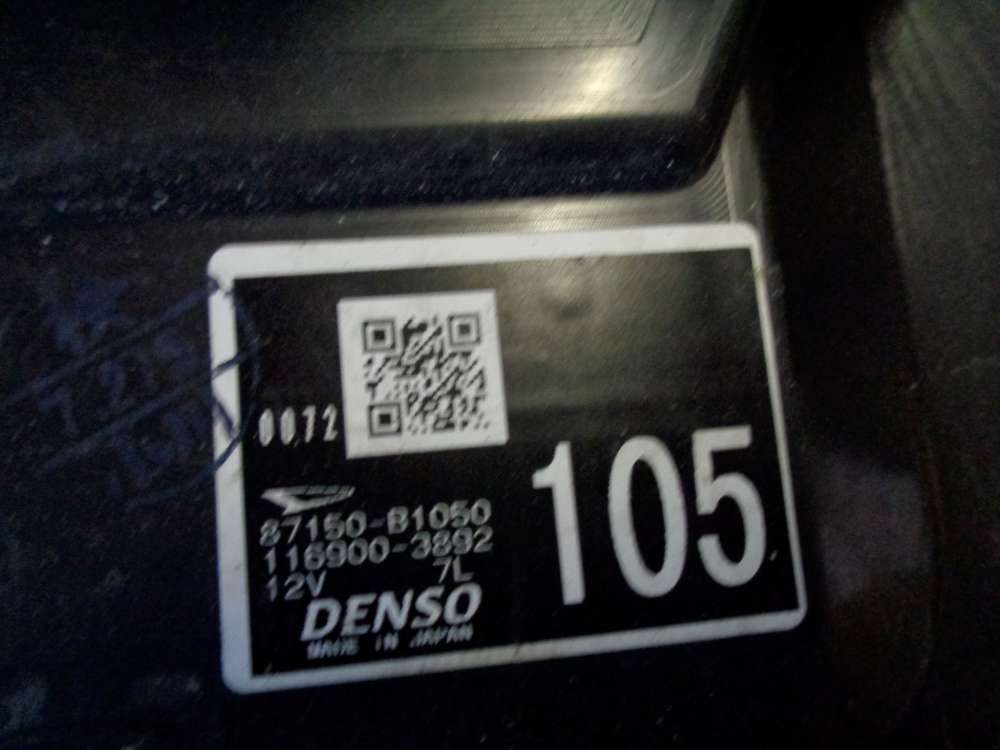 0072
105
87150-B1050
116900-3892
12V 7L
DENSO
MADE IN JAPAN